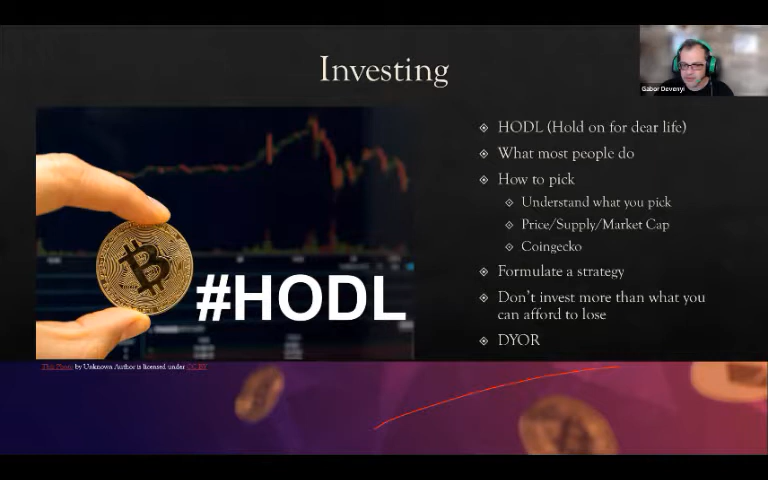 Investing
Gabor Devenyi
HODL (Hold on for dear life)
What most people do
How to pick
Understand what you pick
Price/Supply/Market Cap
Coingecko
Formulate a strategy
Don't invest more than what you
can afford to lose
DYOR
#HODL
This Photo by Unknown Author is licensed under CC BY